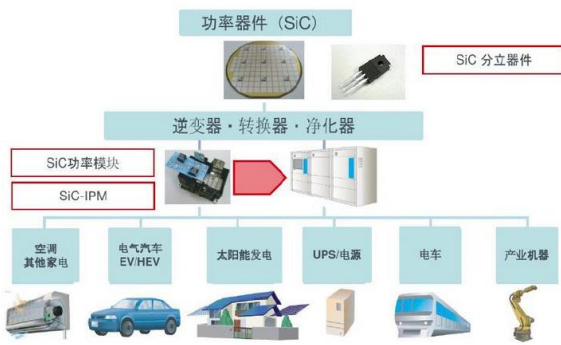 功率器件（SiC）
SiC 分立器件
逆变器·转换器·净化器
SiC功率模块
SiC-IPM
空调
其他家电
电气汽车
EV/HEV
太阳能发电
UPS/电源
电车
产业机器